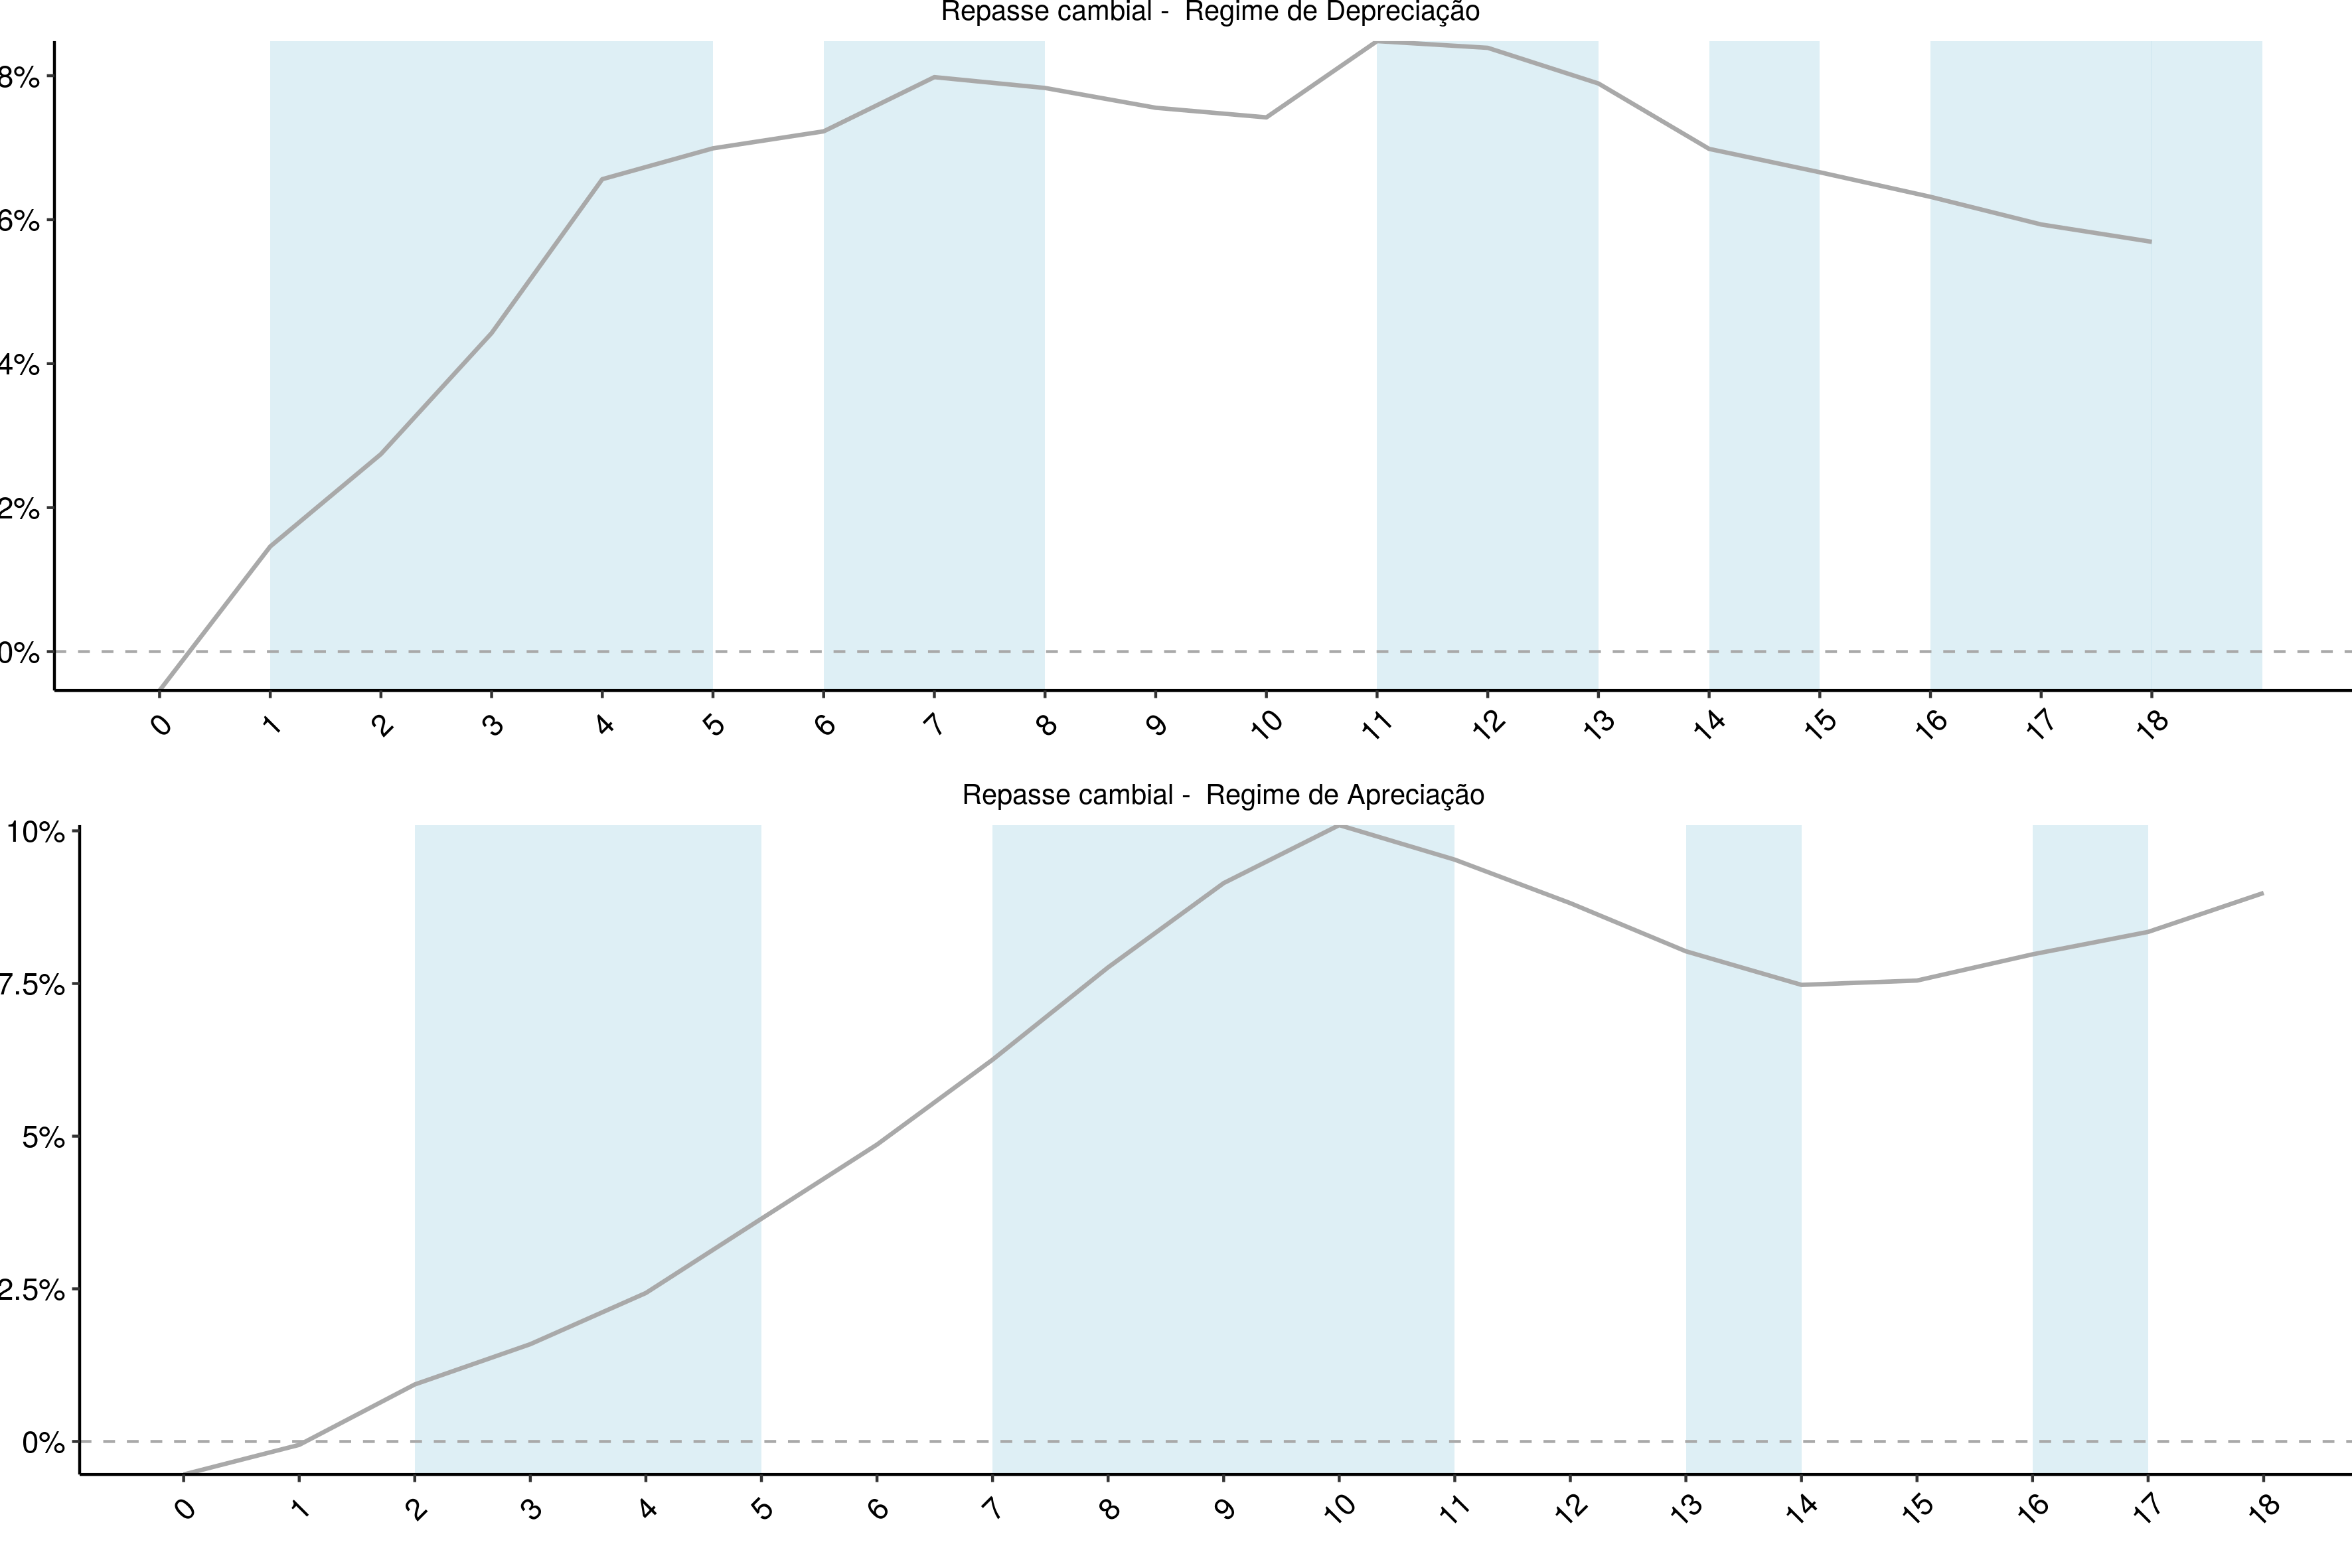 Repasse cambial -  Regime de Depreciação
8%
6%
4%
2%
0%
0 1 2 3 4 5 6 7 8 9 10 11 12 13 14 15 16 17 18
Repasse cambial -  Regime de Apreciação
10%
7.5%
5%
2.5%
0%
0 1 2 3 4 5 6 7 8 9 10 11 12 13 14 15 16 17 18